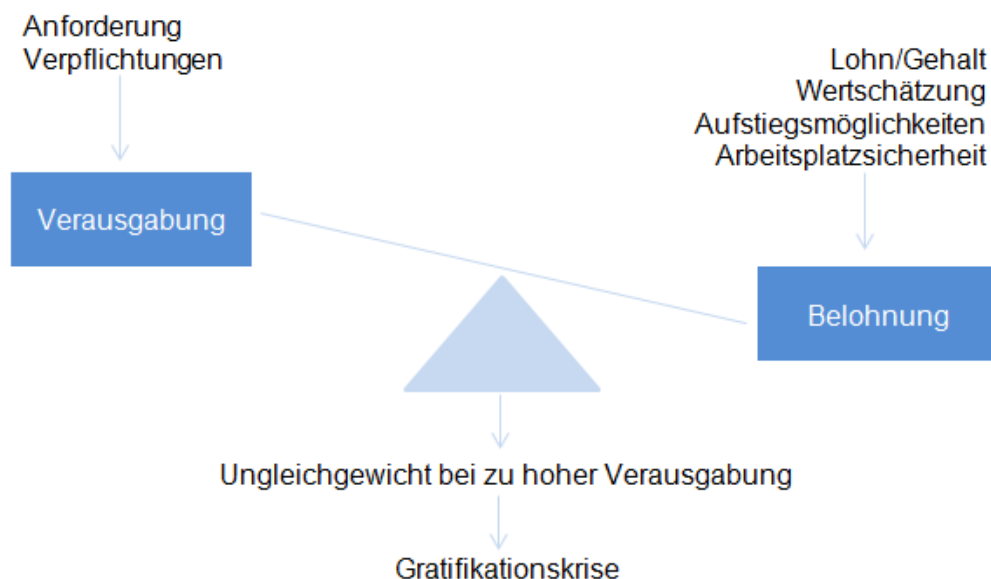 Anforderung
Verpflichtungen
Lohn/Gehalt
Wertschätzung
Aufstiegsmöglichkeiten
Arbeitsplatzsicherheit
Verausgabung
Belohnung
Ungleichgewicht bei zu hoher Verausgabung
Gratifikationskrise